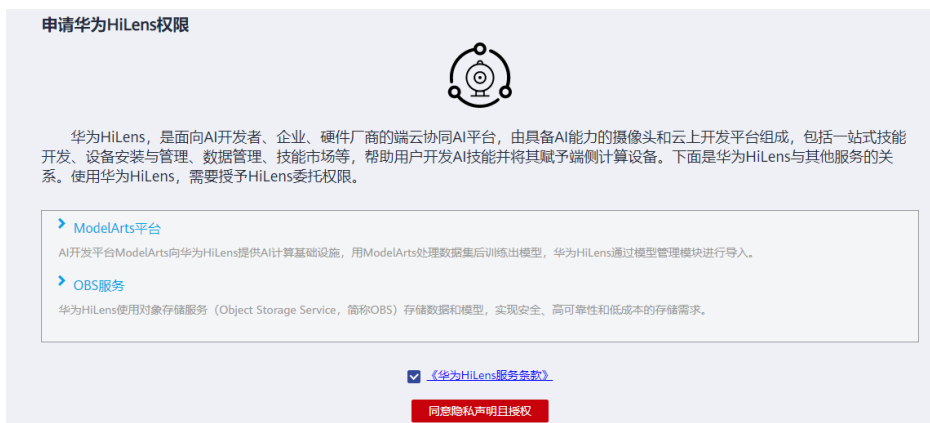 申请华为HiLens权限
华为HiLens，是面向AI开发者、企业、硬件厂商的端云协同AI平台，由具备AI能力的摄像头和云上开发平台组成，包括一站式技能
开发、设备安装与管理、数据管理、技能市场等，帮助用户开发AI技能并将其赋予端侧计算设备。下面是华为HiLens与其他服务的关
系。使用华为HiLens，需要授予HiLens委托权限。
ModelArts平台
AI开发平台ModelArts向华为HiLens提供AI计算基础设施，用ModelArts处理数据集后训练出模型，华为HiLens通过模型管理模块进行导入。
OBS服务
华为HiLens使用对象存储服务（Object Storage Service，简称OBS）存储数据和模型，实现安全、高可靠性和低成本的存储需求。
《华为HiLens服务条款》
同意隐私声明且授权